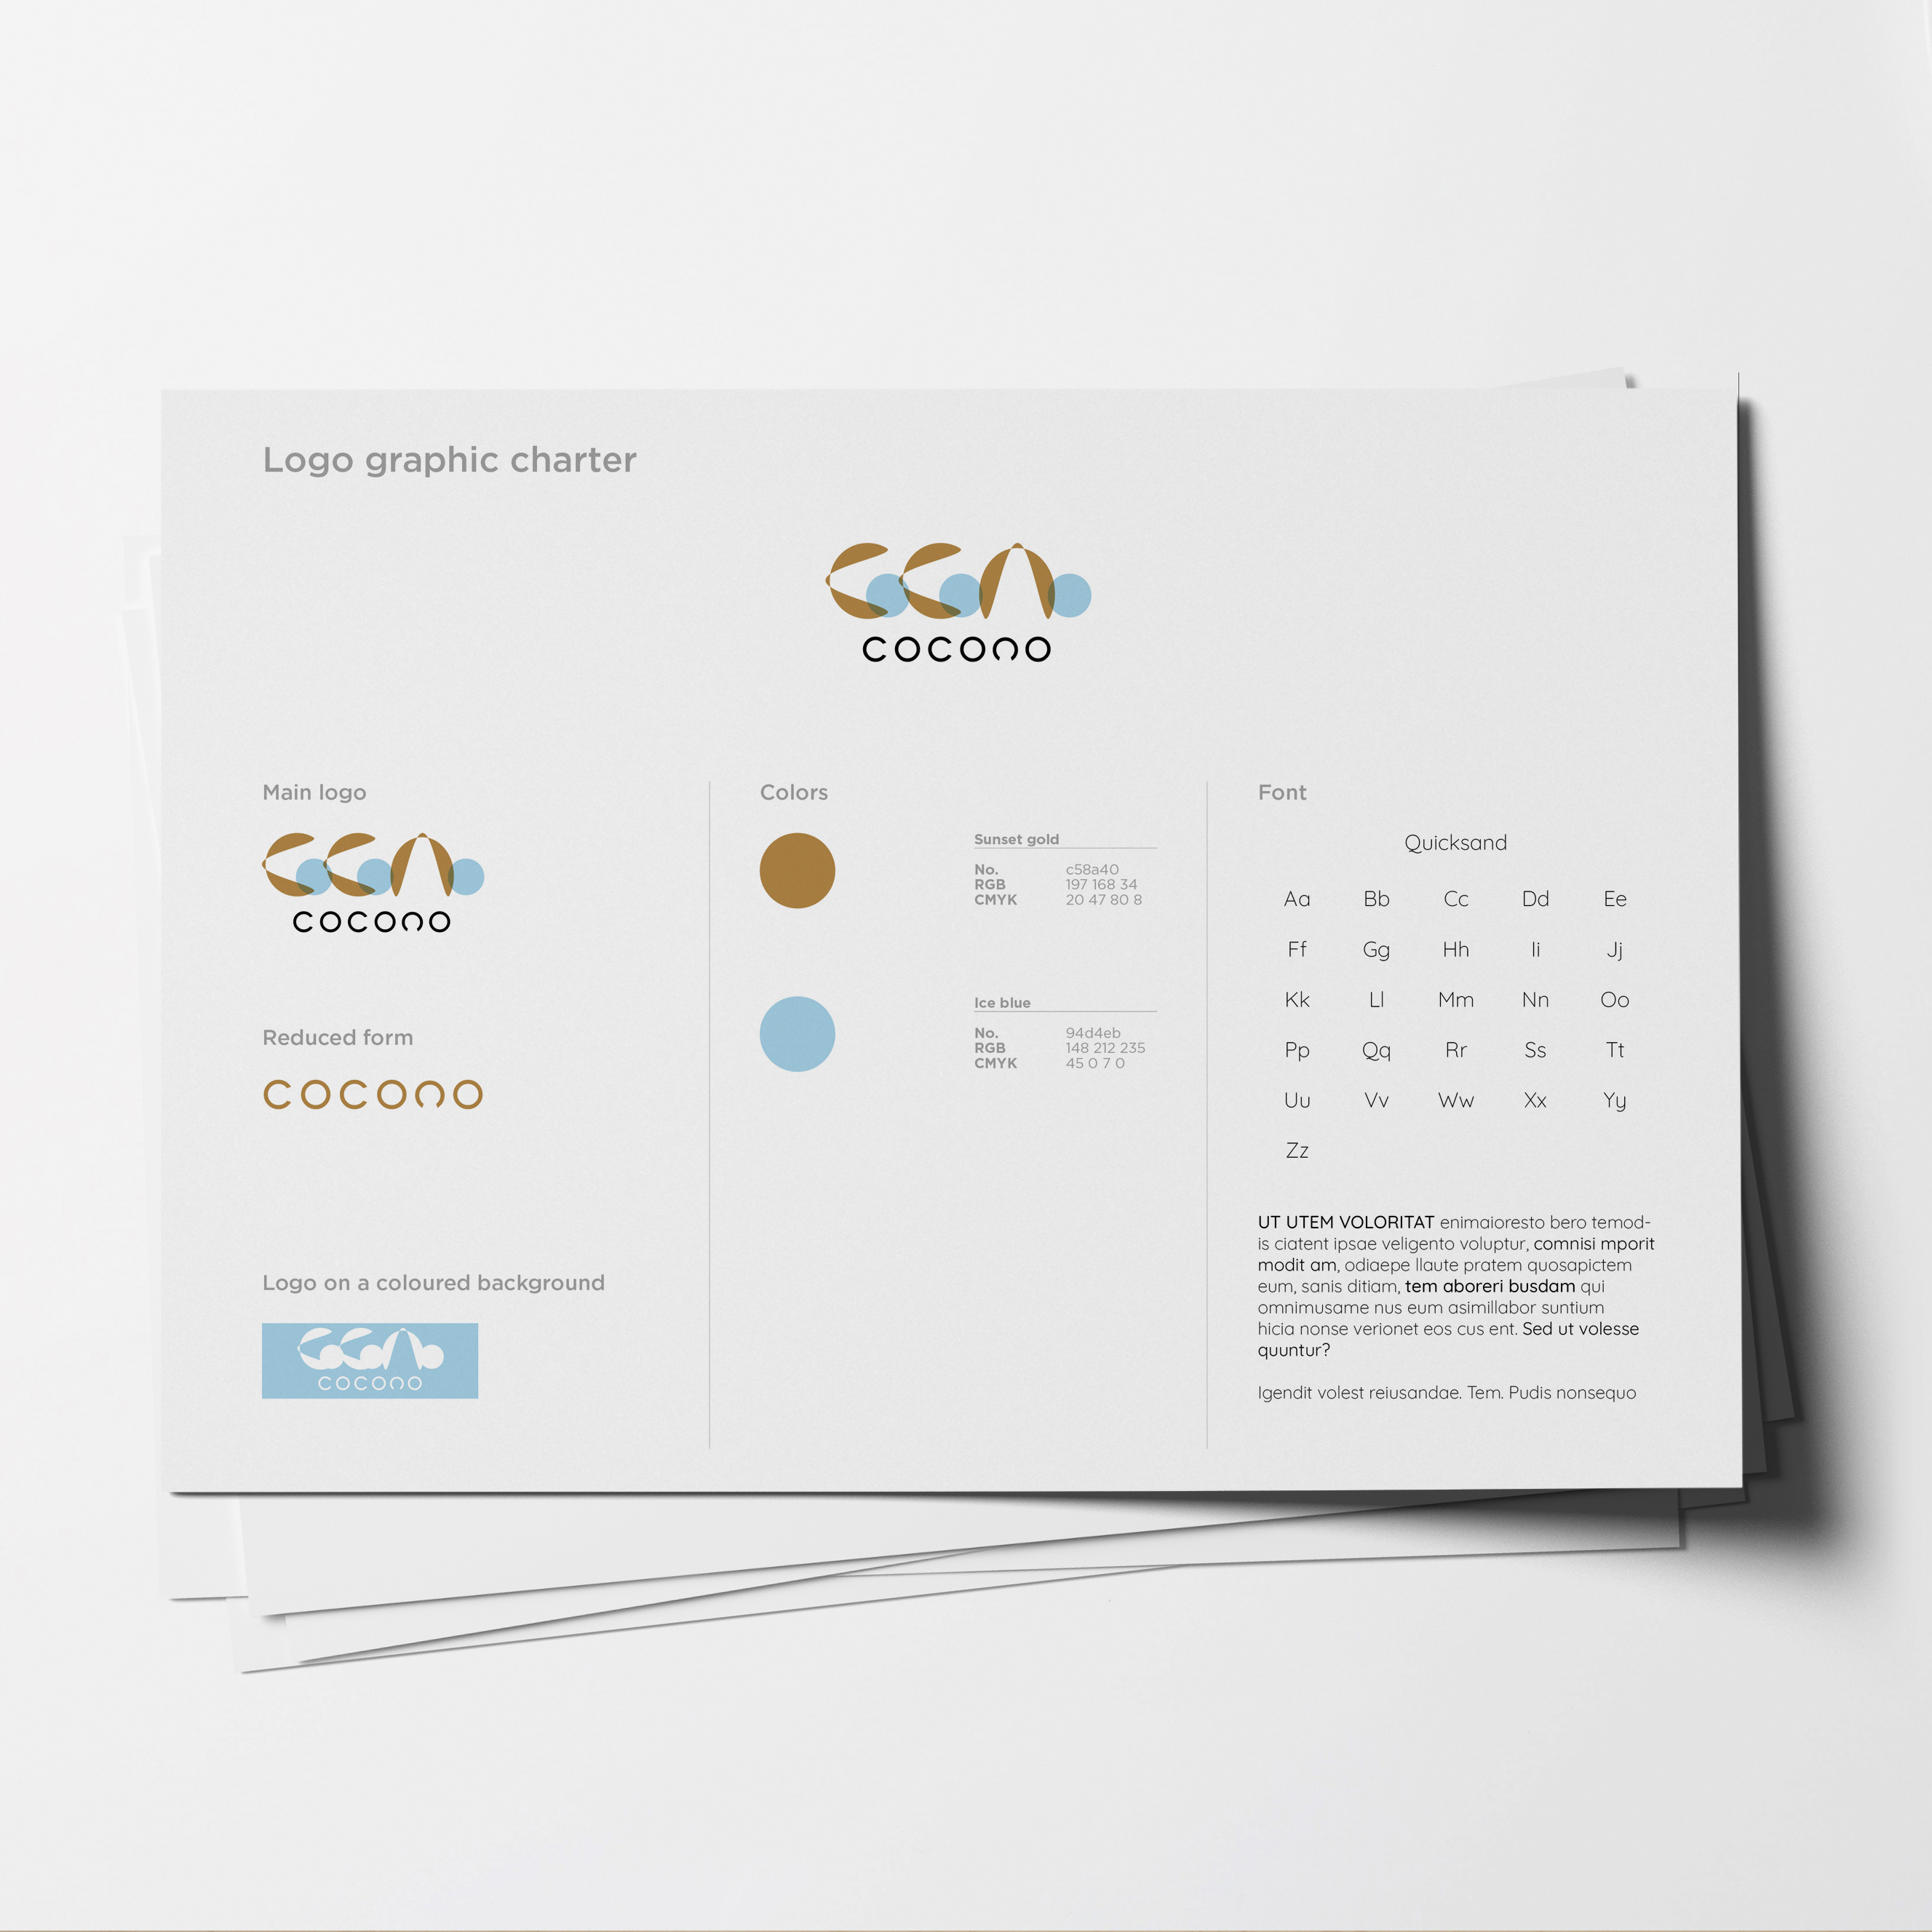 Logo graphic charter
COCONO
Main logo
COCONO
Reduced form
COCONO
Logo on a coloured background
COCONO
Colors
Sunset gold
No. c58a40
RGB 197 168 34
CMYK 20 47 80 8
Ice blue
No. 94d4eb
RGB 148 212 235
CMYK 45 0 7 0
Font
Quicksand
Aa Bb Cc Dd Ee
Ff Gg Hh Ii Jj
Kk Ll Mm Nn Oo
Pp Qq Rr Ss Tt
Uu Vv Ww Xx Yy
Zz
UT UTEM VOLORITAT enimaioresto bero temod-
is ciatent ipsae veligento voluptur, comnisi mporit
modit am, odiaepe llaute pratem quosapictem
eum, sanis ditiam, tem aboreri busdam qui
omnimusame nus eum asimillabor suntium
hicia nonse verionet eos cus ent. Sed ut volesse
quuntur?
Igendit volest reiusandae. Tem. Pudis nonsequo